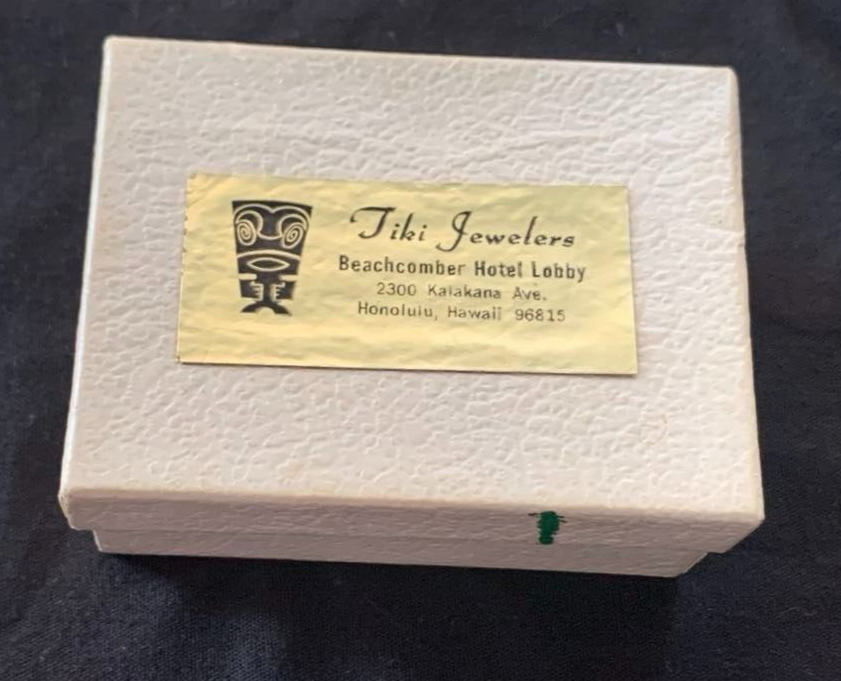 Tiki Jewelers
Beachcomber Hotel Lobby
2300 Kalakana Ave.
Honolulu, Hawaii 96815